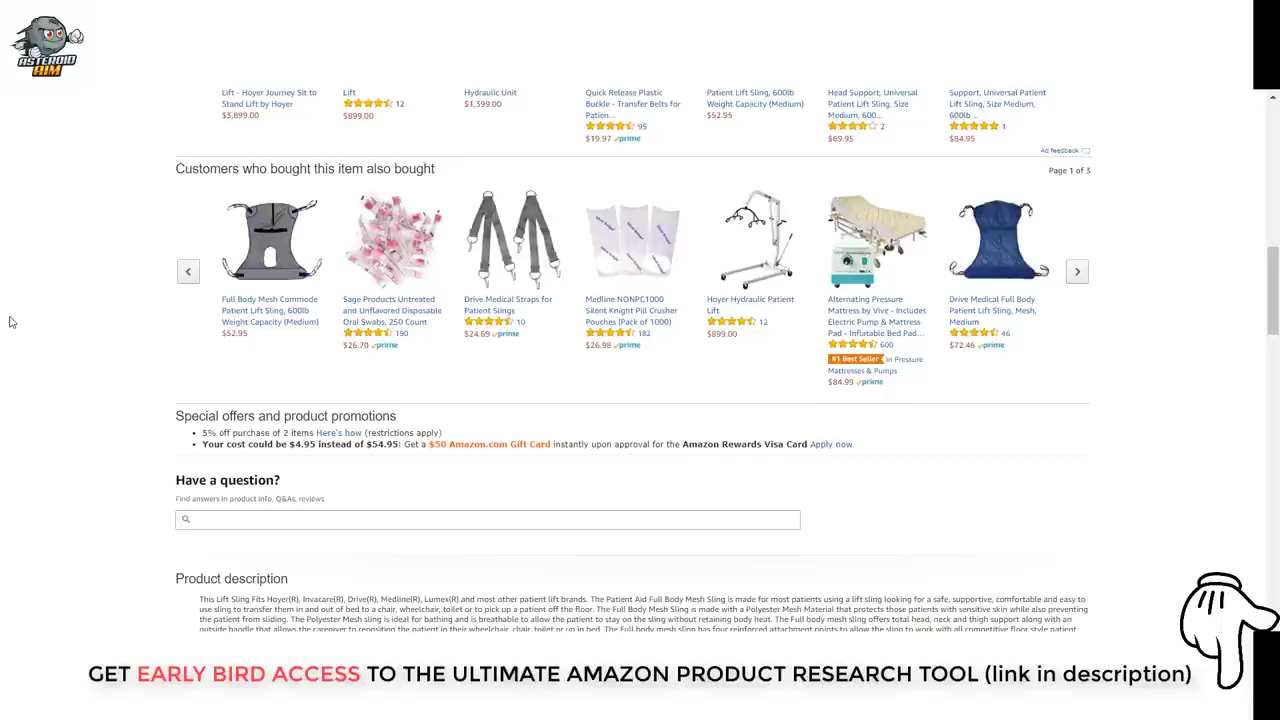 ASTEROID
AIM
Lift - Hoyer Journey Sit to
Stand Lift by Hoyer
$3,899.00
Lift
12
$899.00
Hydraulic Unit
$1,399.00
Quick Release Plastic
Buckle - Transfer Belts for
Patien...
95
$19.97 prime
Patient Lift Sling, 600lb
Weight Capacity (Medium)
$52.95
Head Support, Universal
Patient Lift Sling, Size
Medium, 600...
2
$69.95
Support, Universal Patient
Lift Sling, Size Medium,
600lb ...
1
$84.95
Ad feedback
Customers who bought this item also bought
Page 1 of 3
Full Body Mesh Commode
Patient Lift Sling, 600lb
Weight Capacity (Medium)
$52.95
Sage Products Untreated
and Unflavored Disposable
Oral Swabs, 250 Count
190
$26.70 prime
Drive Medical Straps for
Patient Slings
10
$24.69 prime
Medline NONPC1000
Silent Knight Pill Crusher
Pouches (Pack of 1000)
182
$26.98 prime
Hoyer Hydraulic Patient
Lift
12
$899.00
Alternating Pressure
Mattress by Vive - Includes
Electric Pump & Mattress
Pad - Inflatable Bed Pad...
600
#1 Best Seller in Pressure
Mattresses & Pumps
$84.99 prime
Drive Medical Full Body
Patient Lift Sling, Mesh,
Medium
46
$72.46 prime
Special offers and product promotions
• 5% off purchase of 2 items Here's how (restrictions apply)
• Your cost could be $4.95 instead of $54.95! Get a $50 Amazon.com Gift Card instantly upon approval for the Amazon Rewards Visa Card Apply now
Have a question?
Find answers in product info, Q&As, reviews
Product description
This Lift Sling Fits Hoyer(R), Invacare(R), Drive(R), Medline(R), Lumex(R) and most other patient lift brands. The Patient Aid Full Body Mesh Sling is made for most patients using a lift sling looking for a safe, supportive, comfortable and easy to
use sling to transfer them in and out of bed to a chair, wheelchair, toilet or to pick up a patient off the floor. The Full Body Mesh Sling is made with a Polyester Mesh Material that protects those patients with sensitive skin while also preventing
the patient from sliding. The Polyester Mesh sling is ideal for bathing and is breathable to allow the patient to stay on the sling without retaining body heat. The Full body mesh sling offers total head, neck and thigh support along with an
outside handle that allows the caregiver to reposition the patient in their wheelchair, chair, toilet or up in bed. The Full body mesh sling has four reinforced attachment points to allow the sling to work with all competitive floor style patient
GET EARLY BIRD ACCESS TO THE ULTIMATE AMAZON PRODUCT RESEARCH TOOL (link in description)